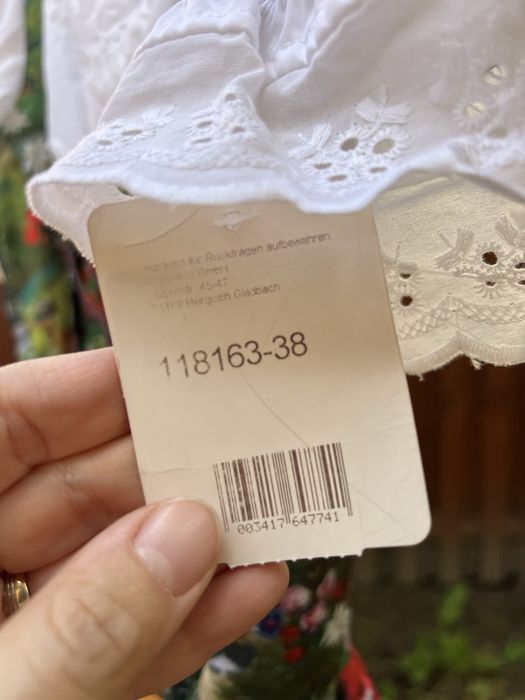 für Rückfragen aufbewahren
GmbH
45-47
Bergisch Gladbach
118163-38
003417 647741